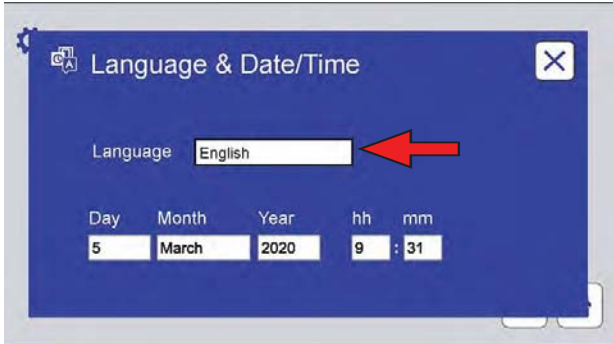 Language & Date/Time
Language English
Day Month Year hh mm
5 March 2020 9 : 31